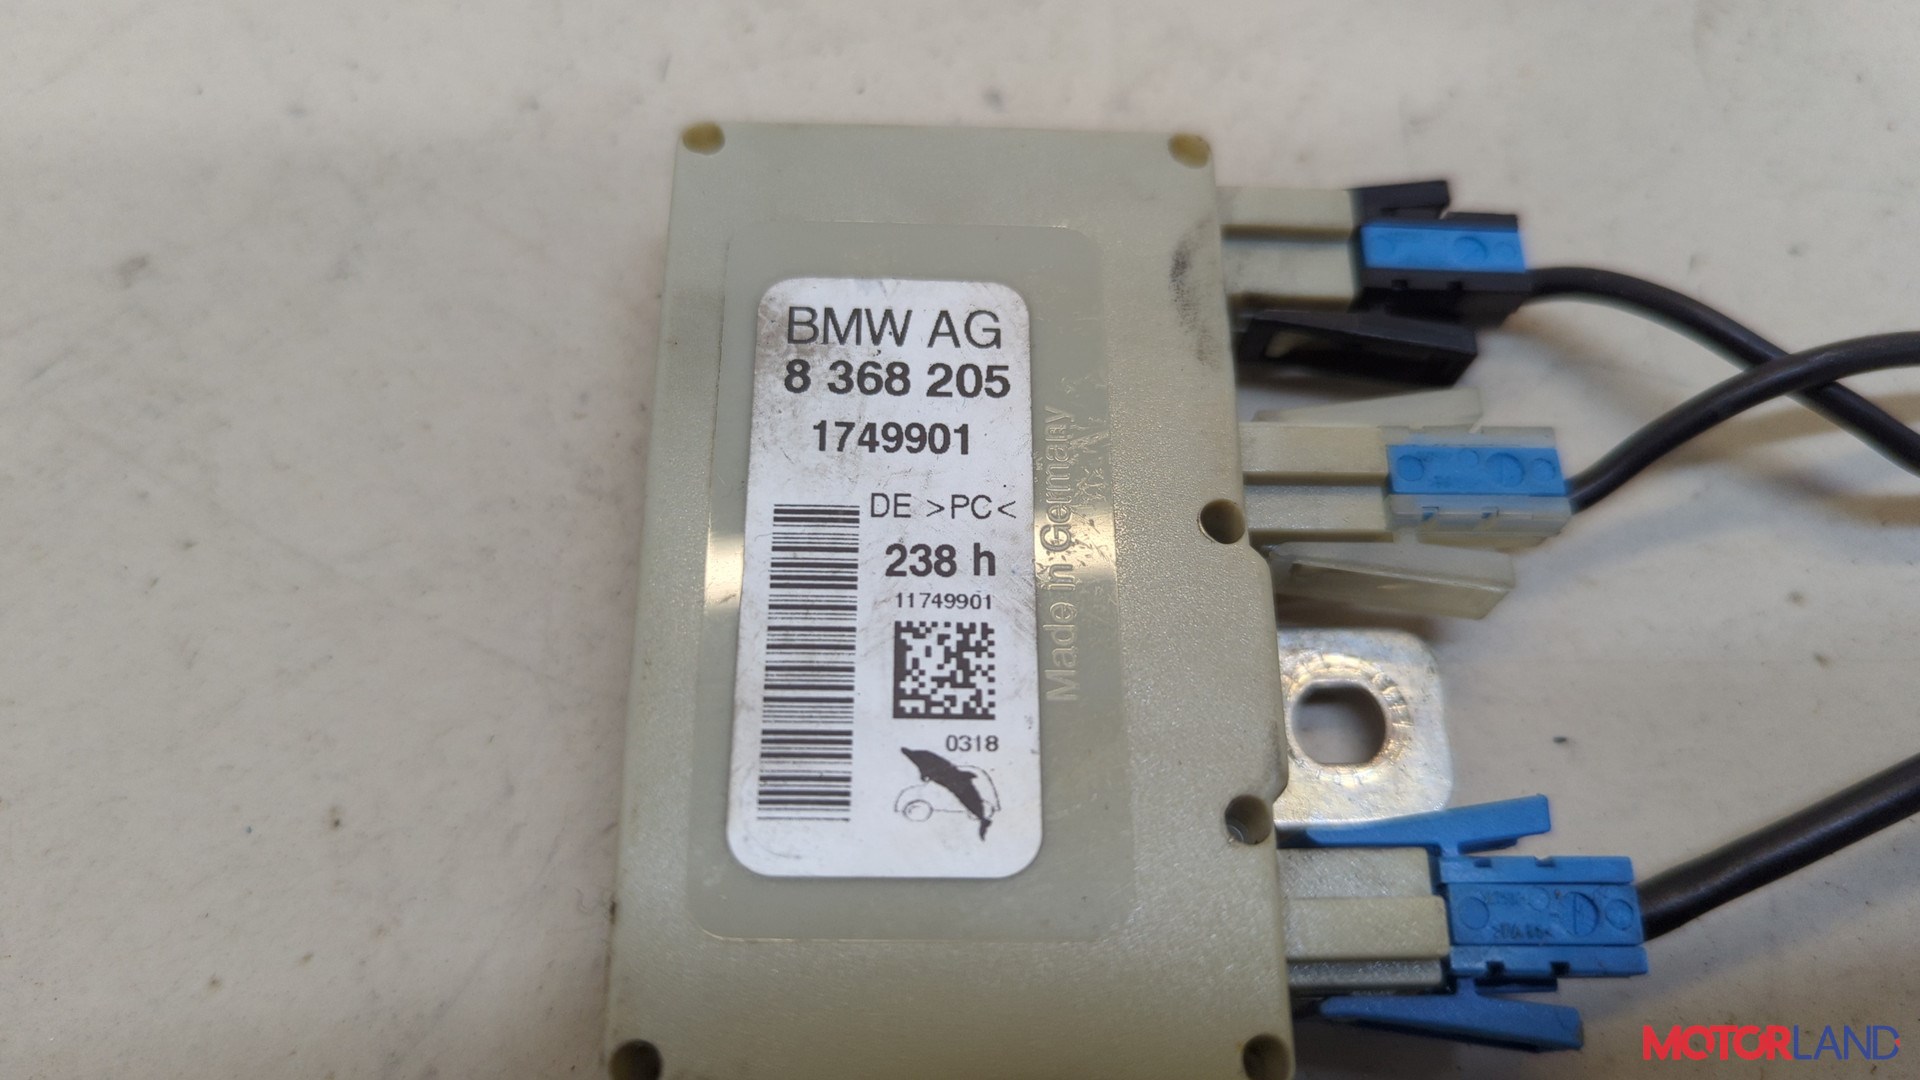 BMW AG
8 368 205
1749901
DE >PC<
238 h
11749901
0318
Made in Germany
MOTORLAND